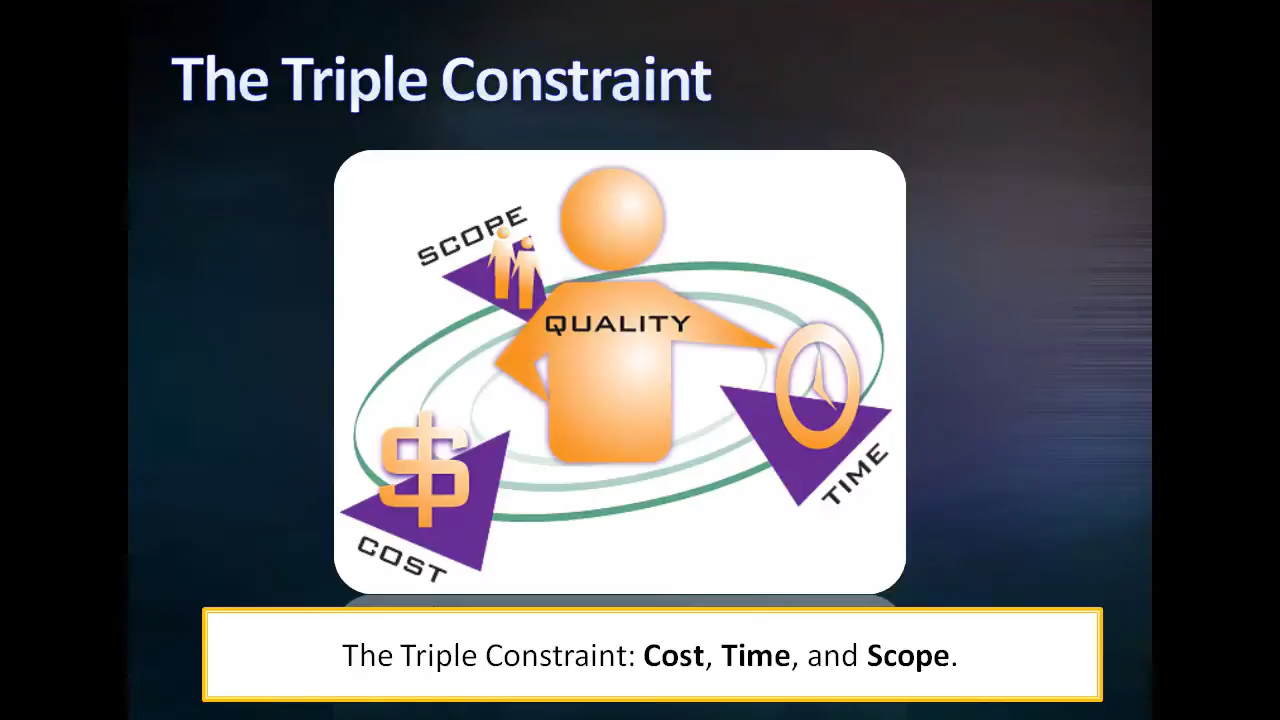 The Triple Constraint
SCOPE
QUALITY
TIME
$
COST
The Triple Constraint: Cost, Time, and Scope.